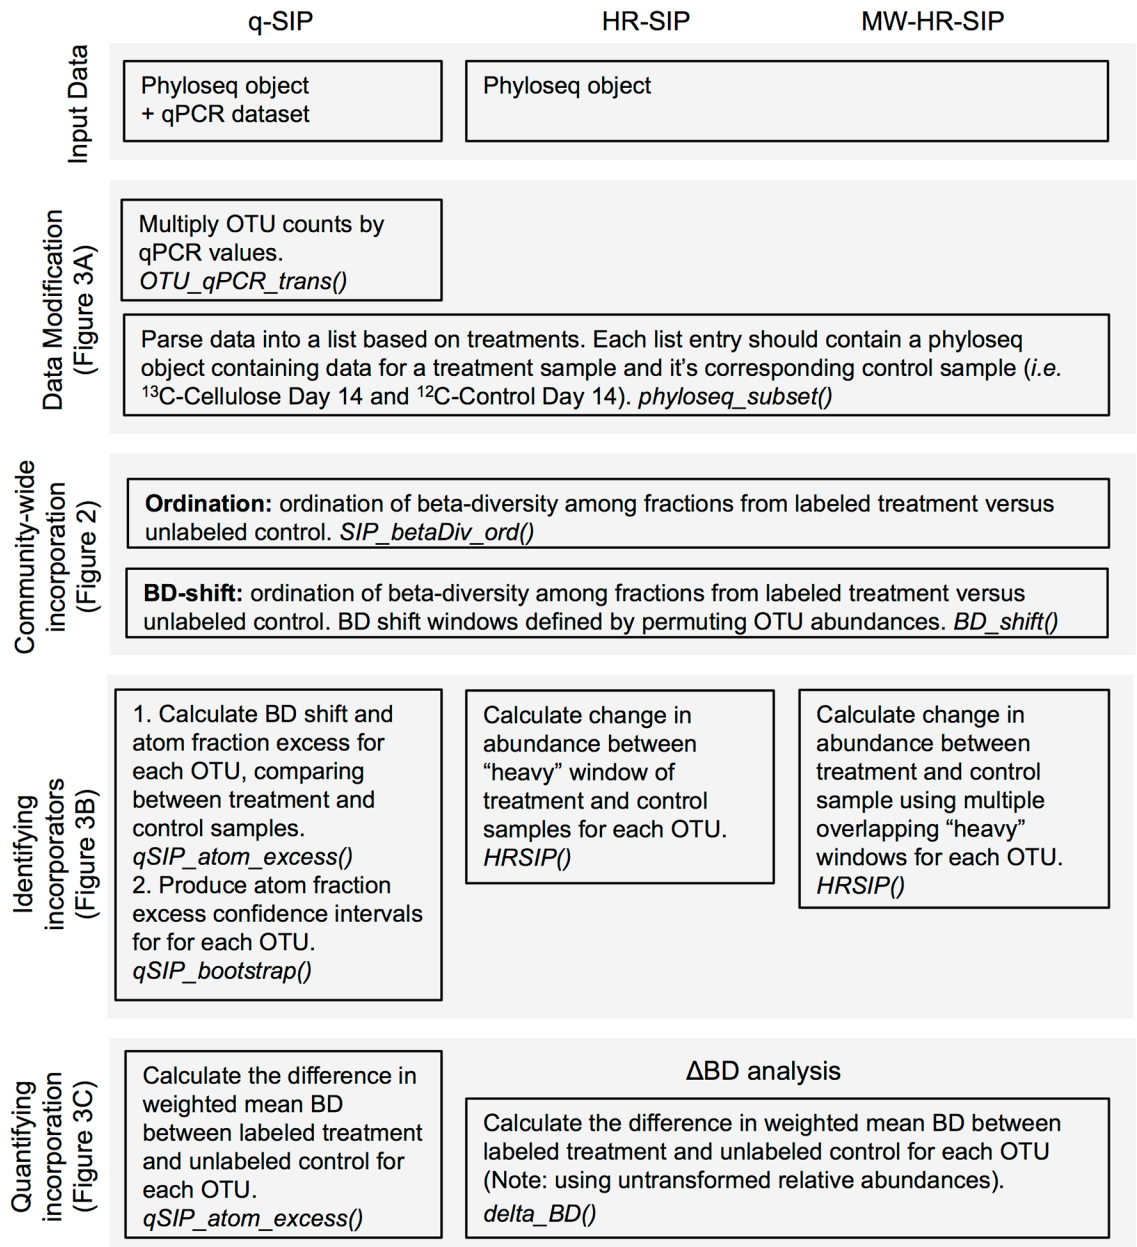 q-SIP
HR-SIP
MW-HR-SIP
Input Data
Phyloseq object
+ qPCR dataset
Phyloseq object
Data Modification
(Figure 3A)
Multiply OTU counts by
qPCR values.
OTU_qPCR_trans()
Parse data into a list based on treatments. Each list entry should contain a phyloseq
object containing data for a treatment sample and it's corresponding control sample (i.e.
¹³C-Cellulose Day 14 and ¹²C-Control Day 14). phyloseq_subset()
Community-wide
incorporation
(Figure 2)
Ordination: ordination of beta-diversity among fractions from labeled treatment versus
unlabeled control. SIP_betaDiv_ord()
BD-shift: ordination of beta-diversity among fractions from labeled treatment versus
unlabeled control. BD shift windows defined by permuting OTU abundances. BD_shift()
Identifying
incorporators
(Figure 3B)
1. Calculate BD shift and
atom fraction excess for
each OTU, comparing
between treatment and
control samples.
qSIP_atom_excess()
2. Produce atom fraction
excess confidence intervals
for for each OTU.
qSIP_bootstrap()
Calculate change in
abundance between
“heavy” window of
treatment and control
samples for each OTU.
HRSIP()
Calculate change in
abundance between
treatment and control
sample using multiple
overlapping “heavy”
windows for each OTU.
HRSIP()
Quantifying
incorporation
(Figure 3C)
Calculate the difference in
weighted mean BD
between labeled treatment
and unlabeled control for
each OTU.
qSIP_atom_excess()
ΔBD analysis
Calculate the difference in weighted mean BD between
labeled treatment and unlabeled control for each OTU
(Note: using untransformed relative abundances).
delta_BD()